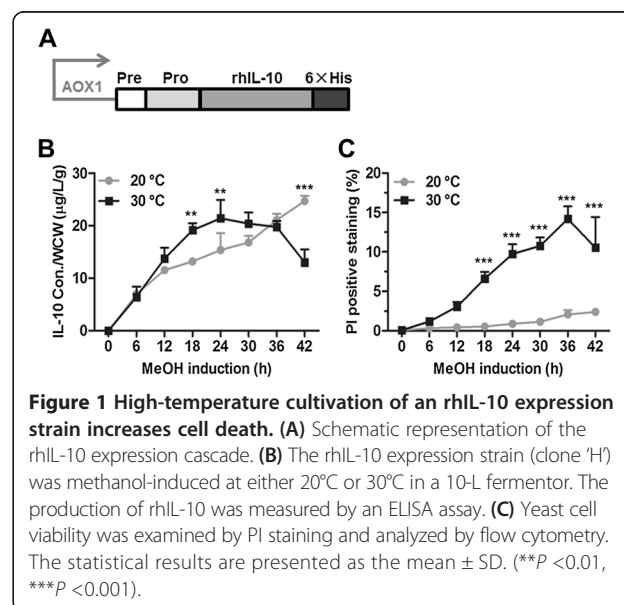 A
AOX1 Pre Pro rhIL-10 6×His
B
IL-10 Con./WCW (μg/L/g)
20 °C
30 °C
** ** ***
30
20
10
0
0 6 12 18 24 30 36 42
MeOH induction (h)
C
PI positive staining (%)
20 °C
30 °C
*** *** *** *** ***
20
15
10
5
0
0 6 12 18 24 30 36 42
MeOH induction (h)
Figure 1 High-temperature cultivation of an rhIL-10 expression
strain increases cell death. (A) Schematic representation of the
rhIL-10 expression cascade. (B) The rhIL-10 expression strain (clone ‘H’)
was methanol-induced at either 20°C or 30°C in a 10-L fermentor. The
production of rhIL-10 was measured by an ELISA assay. (C) Yeast cell
viability was examined by PI staining and analyzed by flow cytometry.
The statistical results are presented as the mean ± SD. (**P <0.01,
***P <0.001).